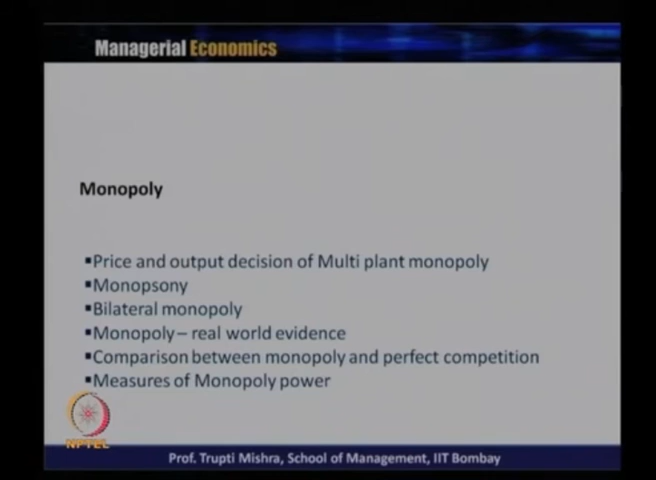 Managerial Economics
Monopoly
▪Price and output decision of Multi plant monopoly
▪Monopsony
▪Bilateral monopoly
▪Monopoly – real world evidence
▪Comparison between monopoly and perfect competition
▪Measures of Monopoly power
NPTEL
Prof. Trupti Mishra, School of Management, IIT Bombay